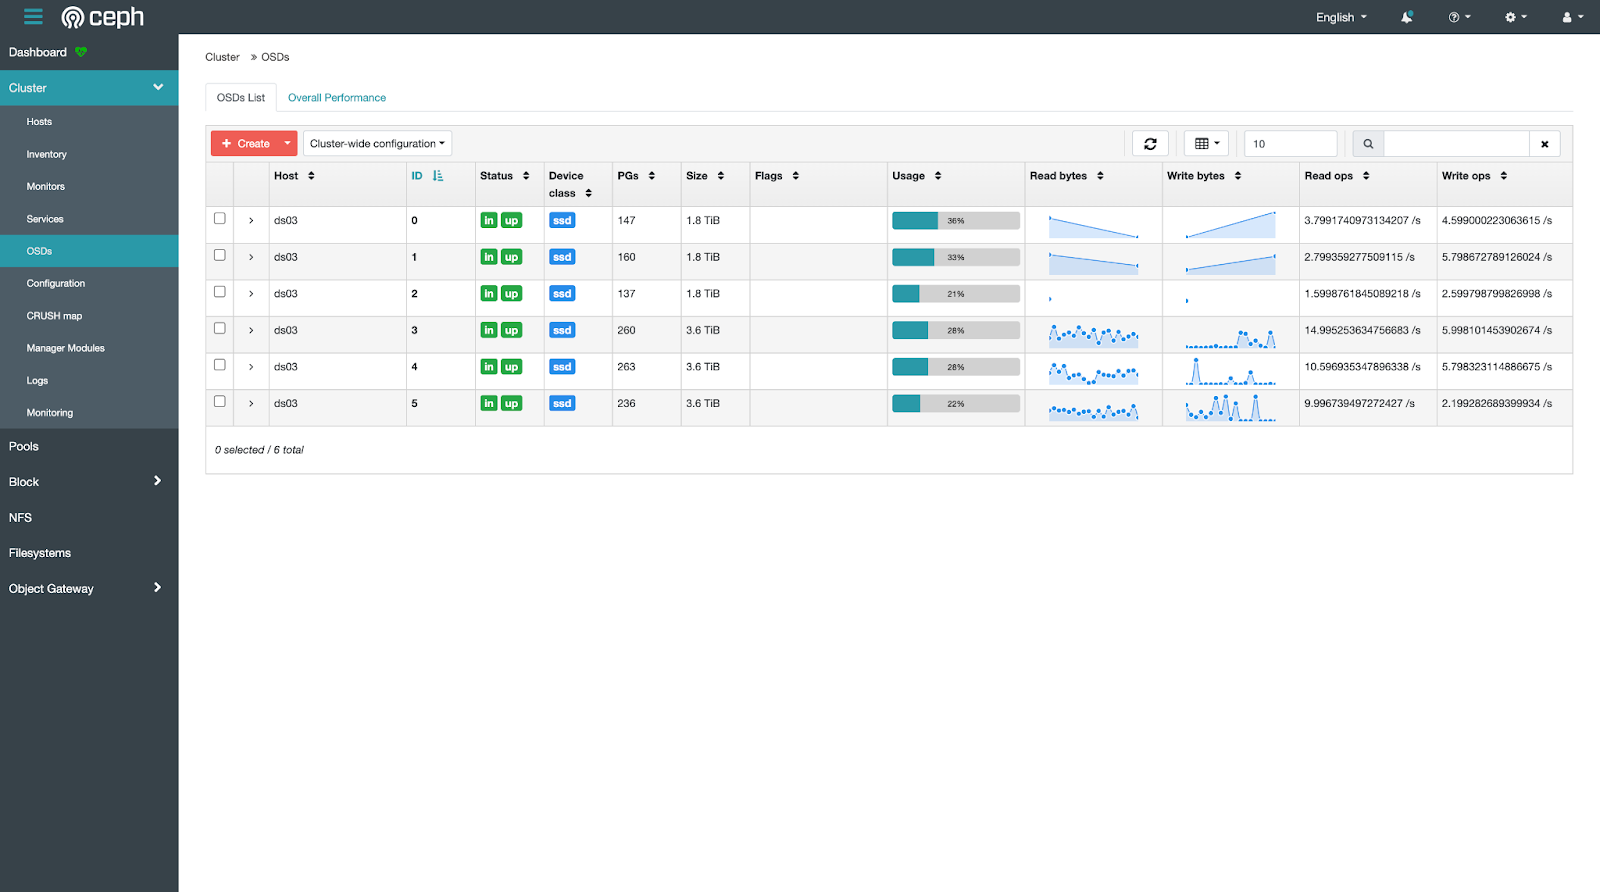 ceph
English
Dashboard
Cluster
Hosts
Inventory
Monitors
Services
OSDs
Configuration
CRUSH map
Manager Modules
Logs
Monitoring
Pools
Block
NFS
Filesystems
Object Gateway
Cluster » OSDs
OSDs List Overall Performance
+ Create Cluster-wide configuration 10
Host ID Status Device class PGs Size Flags Usage Read bytes Write bytes Read ops Write ops
ds03 0 in up ssd 147 1.8 TiB 36% 3.7991740973134207 /s 4.599000223063615 /s
ds03 1 in up ssd 160 1.8 TiB 33% 2.799359277509115 /s 5.798672789126024 /s
ds03 2 in up ssd 137 1.8 TiB 21% 1.5998761845089218 /s 2.599798799826998 /s
ds03 3 in up ssd 260 3.6 TiB 28% 14.995253634756683 /s 5.998101453902674 /s
ds03 4 in up ssd 263 3.6 TiB 28% 10.596935347896338 /s 5.798323114886675 /s
ds03 5 in up ssd 236 3.6 TiB 22% 9.996739497272427 /s 2.199282689399934 /s
0 selected / 6 total